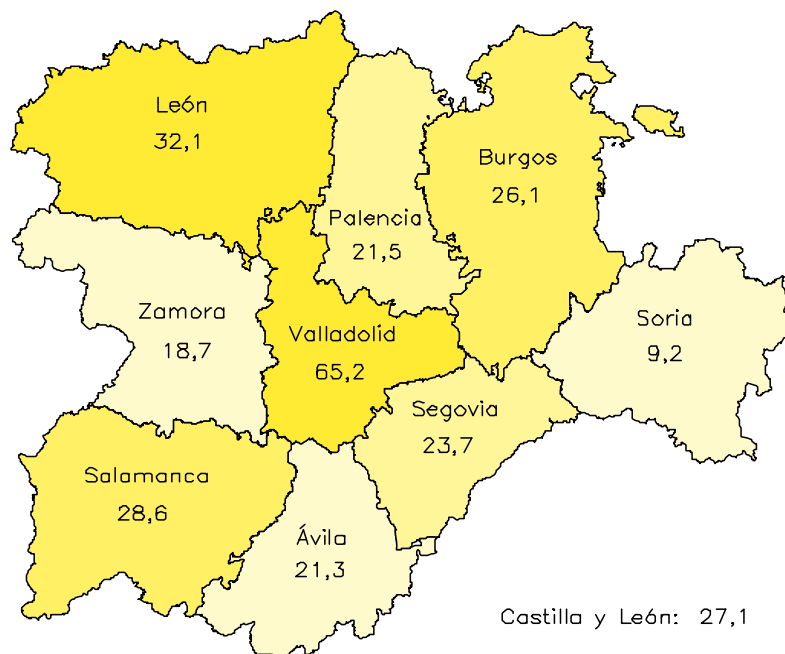 León
32,1
Burgos
26,1
Palencia
21,5
Zamora
18,7
Valladolid
65,2
Soria
9,2
Segovia
23,7
Salamanca
28,6
Ávila
21,3
Castilla y León: 27,1